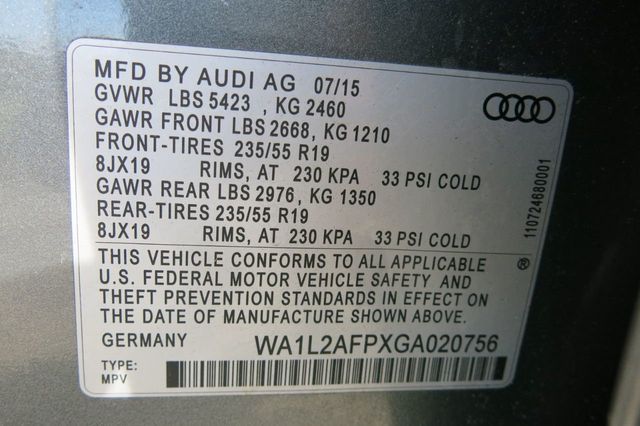 MFD BY AUDI AG 07/15
GVWR LBS 5423 , KG 2460
GAWR FRONT LBS 2668, KG 1210
FRONT-TIRES 235/55 R19
8JX19 RIMS, AT 230 KPA 33 PSI COLD
GAWR REAR LBS 2976, KG 1350
REAR-TIRES 235/55 R19
8JX19 RIMS, AT 230 KPA 33 PSI COLD
110724680001
THIS VEHICLE CONFORMS TO ALL APPLICABLE ®
U.S. FEDERAL MOTOR VEHICLE SAFETY AND
THEFT PREVENTION STANDARDS IN EFFECT ON
THE DATE OF MANUFACTURE SHOWN ABOVE.
GERMANY WA1L2AFPXGA020756
TYPE:
MPV